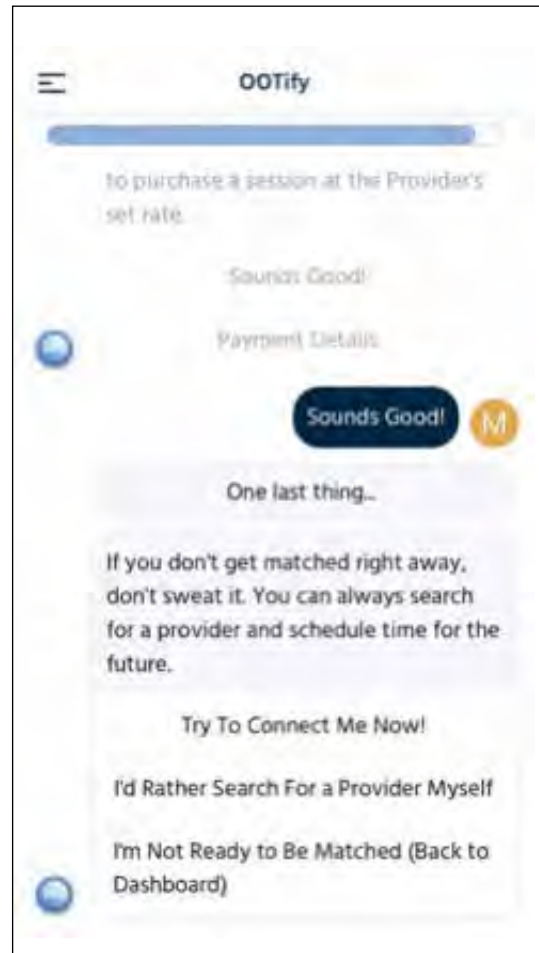 OOTify
to purchase a session at the Provider's
set rate.
Sounds Good!
Payment Details
Sounds Good!
M
One last thing...
If you don't get matched right away,
don't sweat it. You can always search
for a provider and schedule time for the
future.
Try To Connect Me Now!
I'd Rather Search For a Provider Myself
I'm Not Ready to Be Matched (Back to
Dashboard)